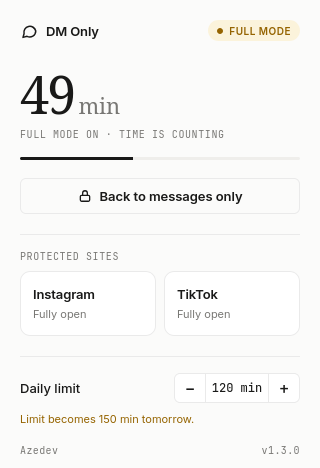 DM Only
FULL MODE
49 min
FULL MODE ON · TIME IS COUNTING
Back to messages only
PROTECTED SITES
Instagram
Fully open
TikTok
Fully open
Daily limit
− 120 min +
Limit becomes 150 min tomorrow.
Azedev
v1.3.0